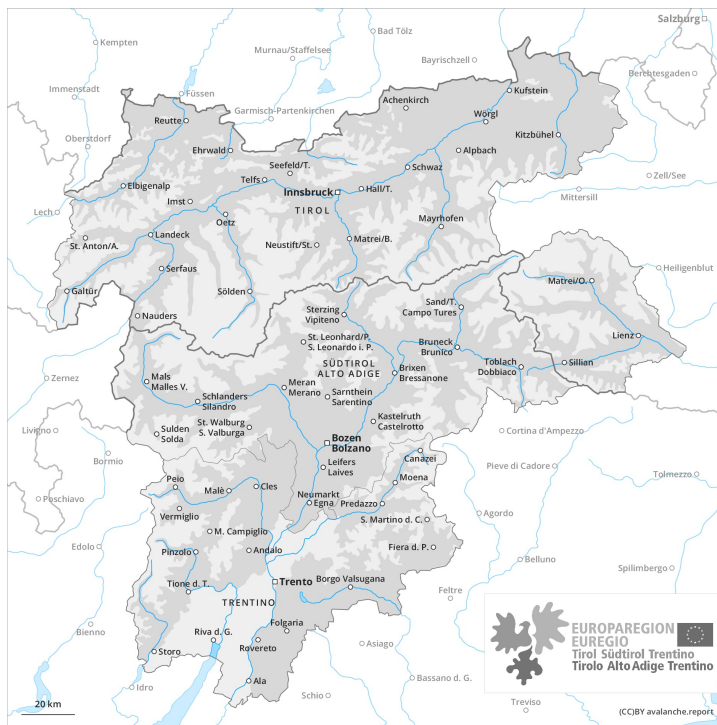 Salzburg
Kempten
Bad Tölz
Murnau/Staffelsee
Bayrischzell
Berchtesgaden
Immenstadt
Füssen
Garmisch-Partenkirchen
Achenkirch
Kufstein
Reutte
Wörgl
Oberstdorf
Kitzbühel
Ehrwald
Alpbach
Seefeld/T.
Schwaz
Telfs
Zell/See
Elbigenalp
Innsbruck
Hall/T.
Mittersill
Imst
TIROL
Lech
Oetz
Mayrhofen
Landeck
Matrei/B.
St. Anton/A.
Neustift/St.
Serfaus
Heiligenblut
Matrei/O.
Galtür
Sölden
Nauders
Sterzing
Vipiteno
Sand/T.
Campo Tures
St. Leonhard/P.
S. Leonardo i. P.
Lienz
Bruneck
Brunico
SÜDTIROL
ALTO ADIGE
Toblach
Dobbiaco
Sillian
Zernez
Mals
Malles V.
Meran
Merano
Brixen
Bressanone
Schlanders
Silandro
Sarnthein
Sarentino
St. Walburg
S. Valburga
Kastelruth
Castelrotto
Livigno
Sulden
Solda
Cortina d'Ampezzo
Bozen
Bolzano
Bormio
Canazei
Leifers
Laives
Pieve di Cadore
Tolmezzo
Peio
Malè
Cles
Moena
Poschiavo
Neumarkt
Egna
Predazzo
Vermiglio
Agordo
S. Martino d. C.
M. Campiglio
Edolo
Pinzolo
Andalo
Fiera d. P.
Belluno
Spilimbergo
Tione d. T.
Trento
Borgo Valsugana
Feltre
TRENTINO
Folgaria
Bienno
Riva d. G.
Asiago
Storo
Rovereto
Ala
Idro
Schio
Bassano d. G.
Treviso
EUROPAREGION
EUREGIO
Tirol Südtirol Trentino
Tirolo Alto Adige Trentino
20 km
(CC)BY avalanche.report